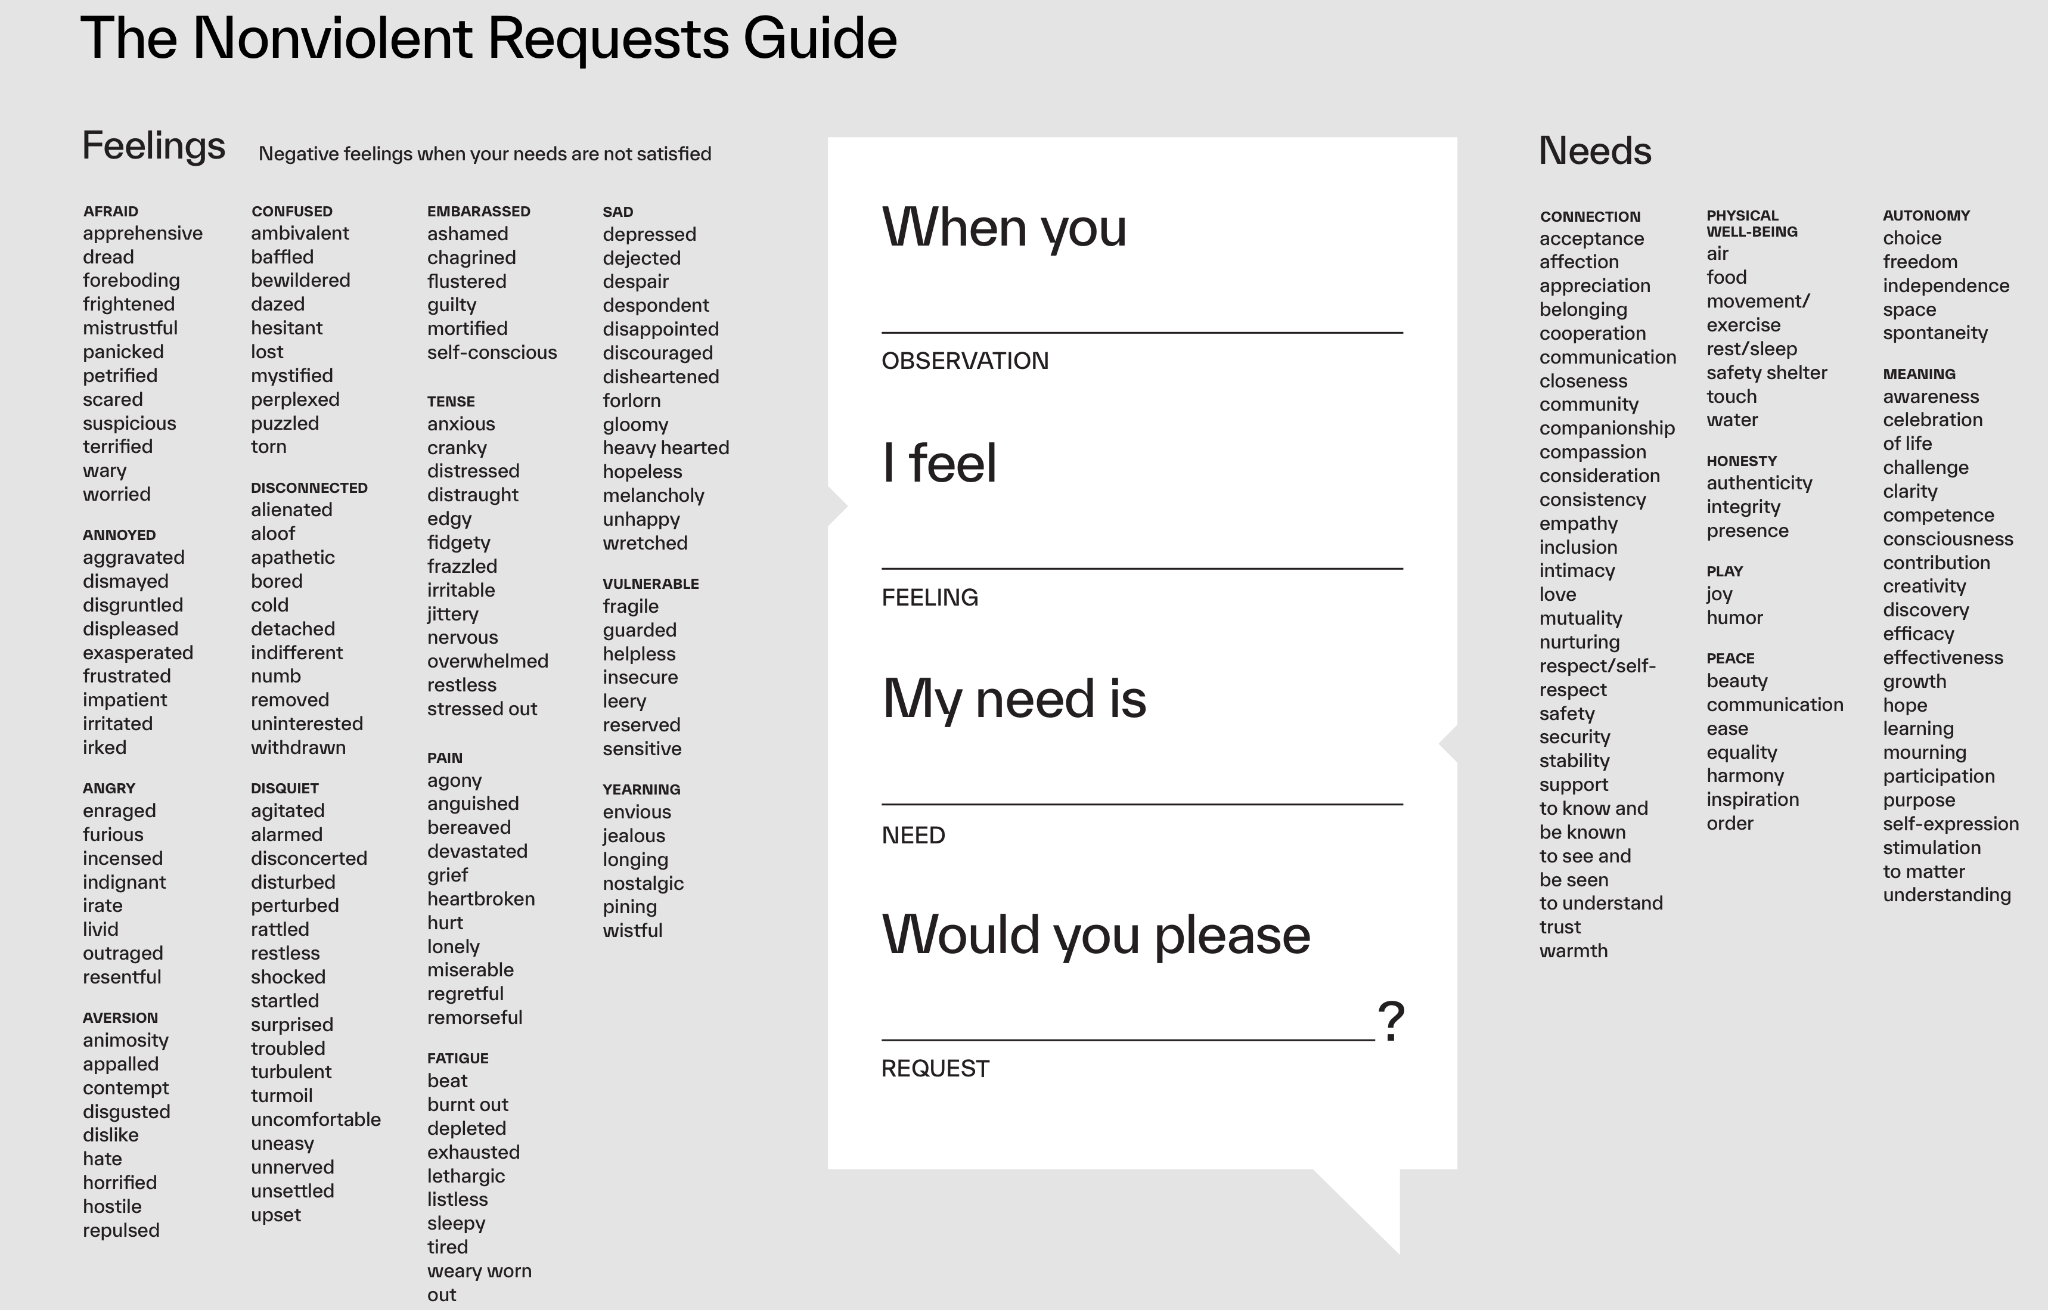 The Nonviolent Requests Guide
Feelings
Negative feelings when your needs are not satisfied
AFRAID
apprehensive
dread
foreboding
frightened
mistrustful
panicked
petrified
scared
suspicious
terrified
wary
worried
ANNOYED
aggravated
dismayed
disgruntled
displeased
exasperated
frustrated
impatient
irritated
irked
ANGRY
enraged
furious
incensed
indignant
irate
livid
outraged
resentful
AVERSION
animosity
appalled
contempt
disgusted
dislike
hate
horrified
hostile
repulsed
CONFUSED
ambivalent
baffled
bewildered
dazed
hesitant
lost
mystified
perplexed
puzzled
torn
DISCONNECTED
alienated
aloof
apathetic
bored
cold
detached
indifferent
numb
removed
uninterested
withdrawn
DISQUIET
agitated
alarmed
disconcerted
disturbed
perturbed
rattled
restless
shocked
startled
surprised
troubled
turbulent
turmoil
uncomfortable
uneasy
unnerved
unsettled
upset
EMBARASSED
ashamed
chagrined
flustered
guilty
mortified
self-conscious
TENSE
anxious
cranky
distressed
distraught
edgy
fidgety
frazzled
irritable
jittery
nervous
overwhelmed
restless
stressed out
PAIN
agony
anguished
bereaved
devastated
grief
heartbroken
hurt
lonely
miserable
regretful
remorseful
FATIGUE
beat
burnt out
depleted
exhausted
lethargic
listless
sleepy
tired
weary worn
out
SAD
depressed
dejected
despair
despondent
disappointed
discouraged
disheartened
forlorn
gloomy
heavy hearted
hopeless
melancholy
unhappy
wretched
VULNERABLE
fragile
guarded
helpless
insecure
leery
reserved
sensitive
YEARNING
envious
jealous
longing
nostalgic
pining
wistful
When you
OBSERVATION
I feel
FEELING
My need is
NEED
Would you please
?
REQUEST
Needs
CONNECTION
acceptance
affection
appreciation
belonging
cooperation
communication
closeness
community
companionship
compassion
consideration
consistency
empathy
inclusion
intimacy
love
mutuality
nurturing
respect/self-
respect
safety
security
stability
support
to know and
be known
to see and
be seen
to understand
trust
warmth
PHYSICAL
WELL-BEING
air
food
movement/
exercise
rest/sleep
safety shelter
touch
water
HONESTY
authenticity
integrity
presence
PLAY
joy
humor
PEACE
beauty
communication
ease
equality
harmony
inspiration
order
AUTONOMY
choice
freedom
independence
space
spontaneity
MEANING
awareness
celebration
of life
challenge
clarity
competence
consciousness
contribution
creativity
discovery
efficacy
effectiveness
growth
hope
learning
mourning
participation
purpose
self-expression
stimulation
to matter
understanding